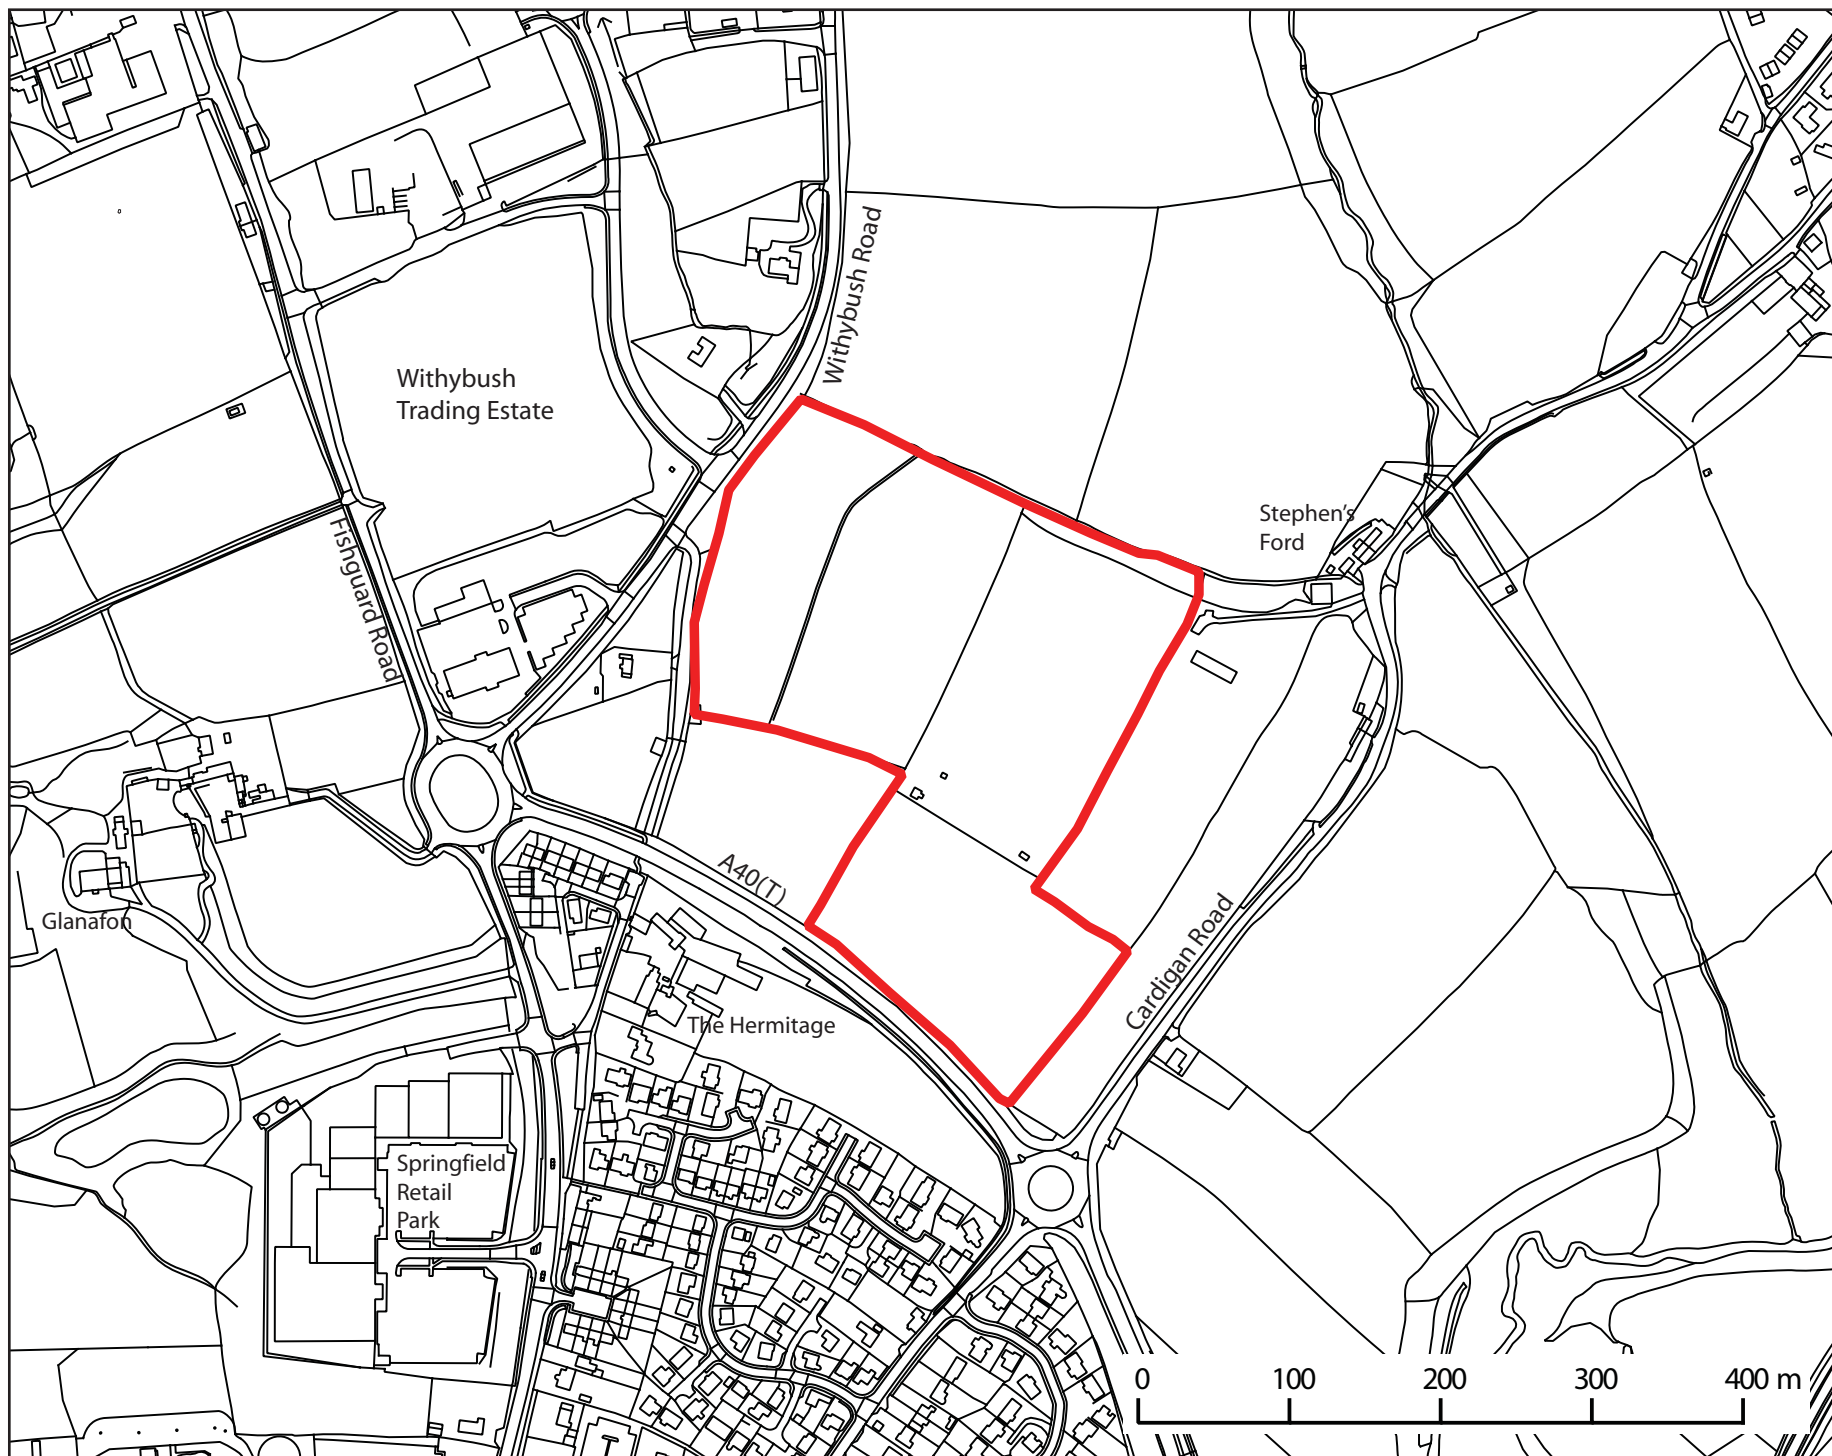 Withybush Road
Withybush
Trading Estate
Stephen's
Ford
Fishguard Road
A40(T)
Glanafon
Cardigan Road
The Hermitage
Springfield
Retail
Park
0 100 200 300 400 m